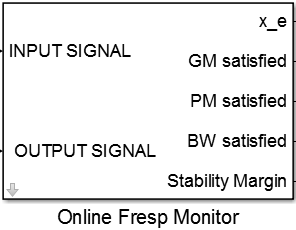 x_e
INPUT SIGNAL
GM satisfied
PM satisfied
BW satisfied
OUTPUT SIGNAL
Stability Margin
Online Fresp Monitor